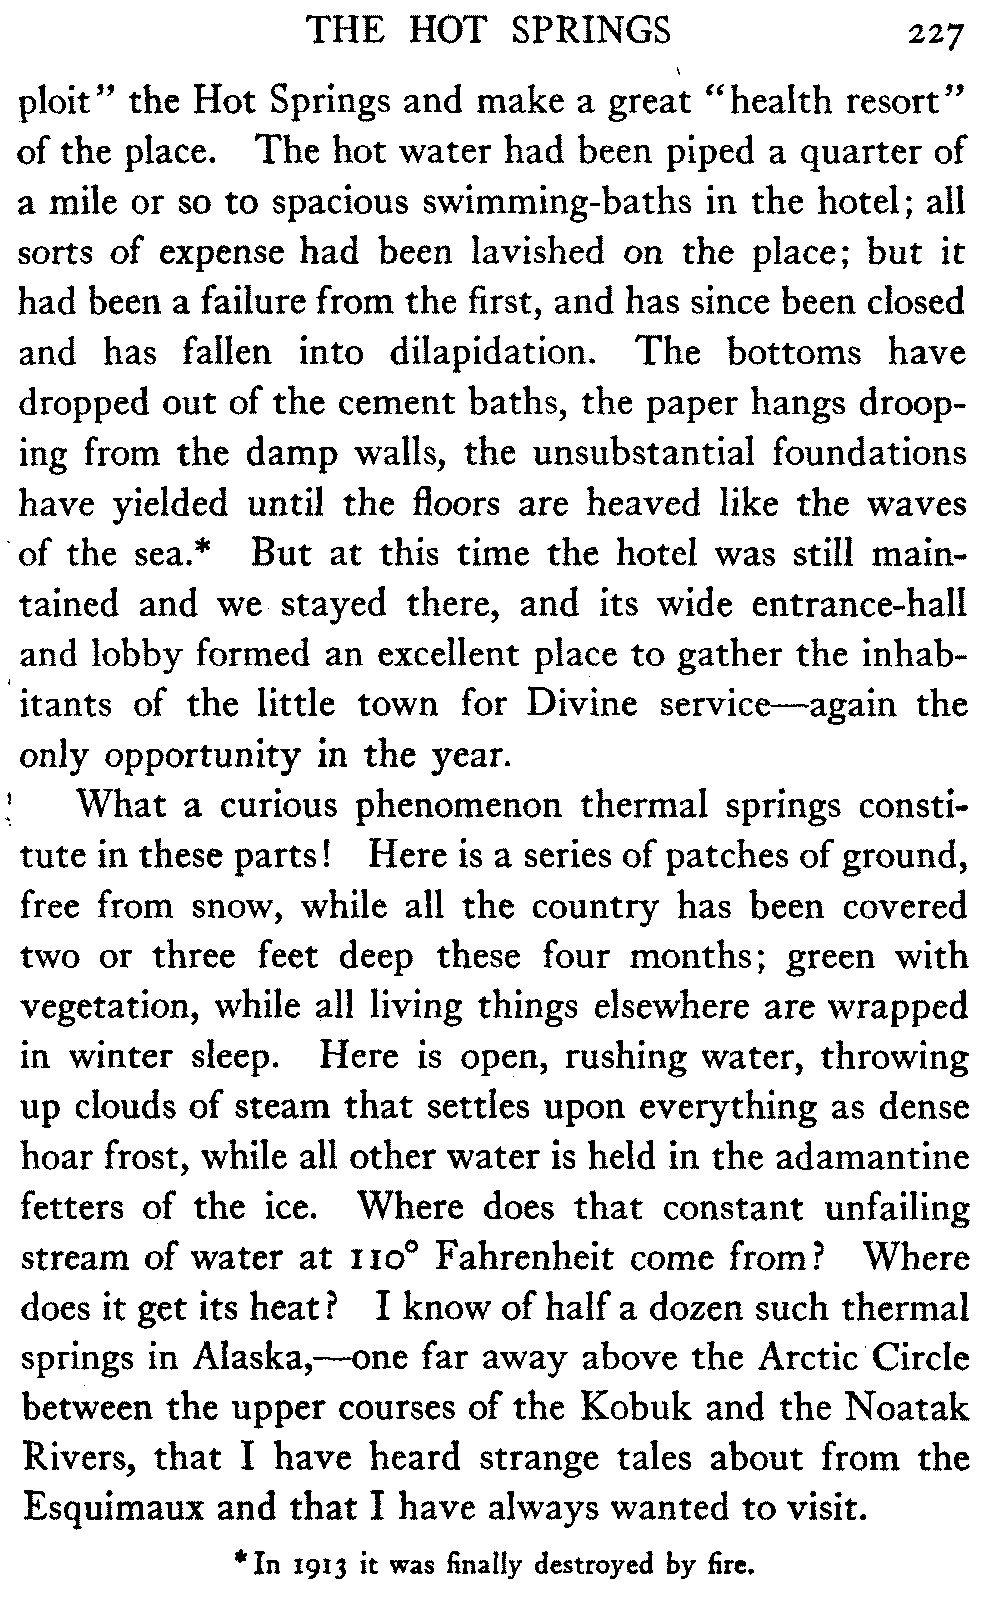 THE HOT SPRINGS 227
ploit" the Hot Springs and make a great "health resort"
of the place. The hot water had been piped a quarter of
a mile or so to spacious swimming-baths in the hotel; all
sorts of expense had been lavished on the place; but it
had been a failure from the first, and has since been closed
and has fallen into dilapidation. The bottoms have
dropped out of the cement baths, the paper hangs droop-
ing from the damp walls, the unsubstantial foundations
have yielded until the floors are heaved like the waves
of the sea.* But at this time the hotel was still main-
tained and we stayed there, and its wide entrance-hall
and lobby formed an excellent place to gather the inhab-
itants of the little town for Divine service—again the
only opportunity in the year.
What a curious phenomenon thermal springs consti-
tute in these parts! Here is a series of patches of ground,
free from snow, while all the country has been covered
two or three feet deep these four months; green with
vegetation, while all living things elsewhere are wrapped
in winter sleep. Here is open, rushing water, throwing
up clouds of steam that settles upon everything as dense
hoar frost, while all other water is held in the adamantine
fetters of the ice. Where does that constant unfailing
stream of water at 110° Fahrenheit come from? Where
does it get its heat? I know of half a dozen such thermal
springs in Alaska,—one far away above the Arctic Circle
between the upper courses of the Kobuk and the Noatak
Rivers, that I have heard strange tales about from the
Esquimaux and that I have always wanted to visit.
*In 1913 it was finally destroyed by fire.